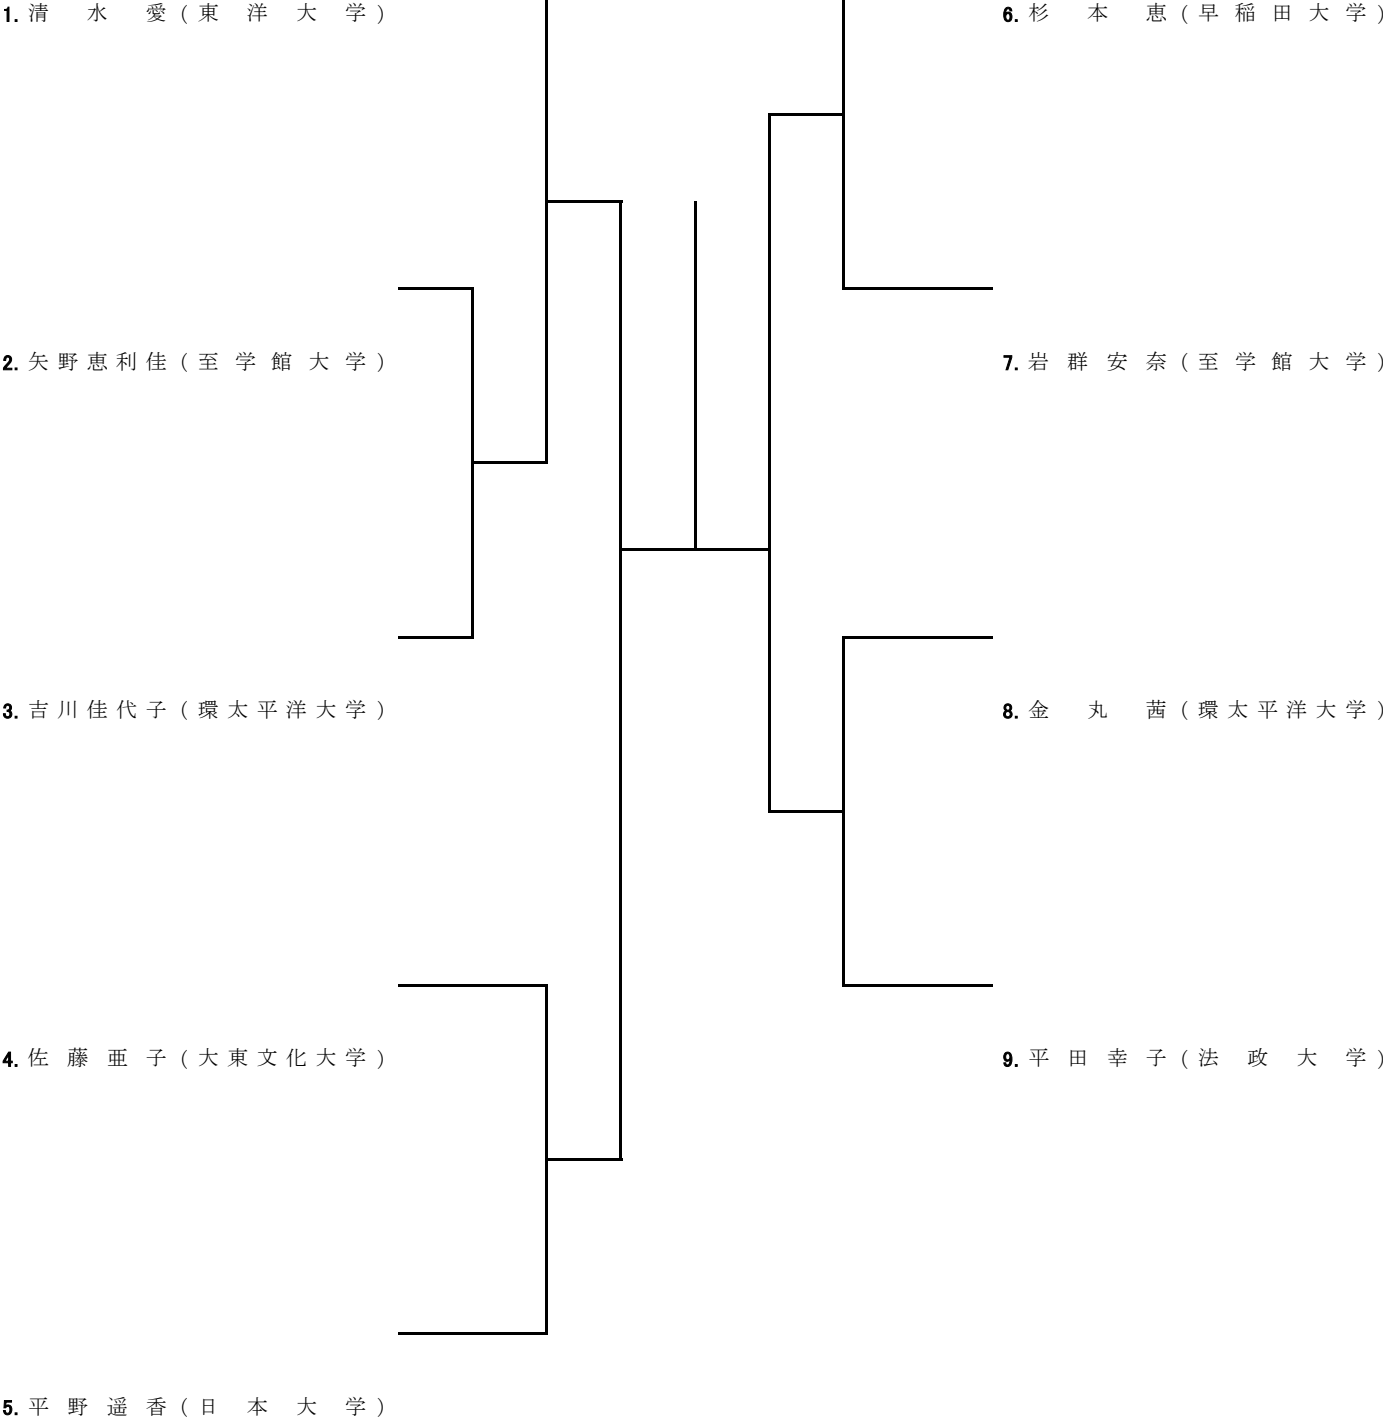 1. 清水愛(東洋大学)
2. 矢野恵利佳(至学館大学)
3. 吉川佳代子(環太平洋大学)
4. 佐藤亜子(大東文化大学)
5. 平野遥香(日本大学)
6. 杉本恵(早稲田大学)
7. 岩群安奈(至学館大学)
8. 金丸茜(環太平洋大学)
9. 平田幸子(法政大学)